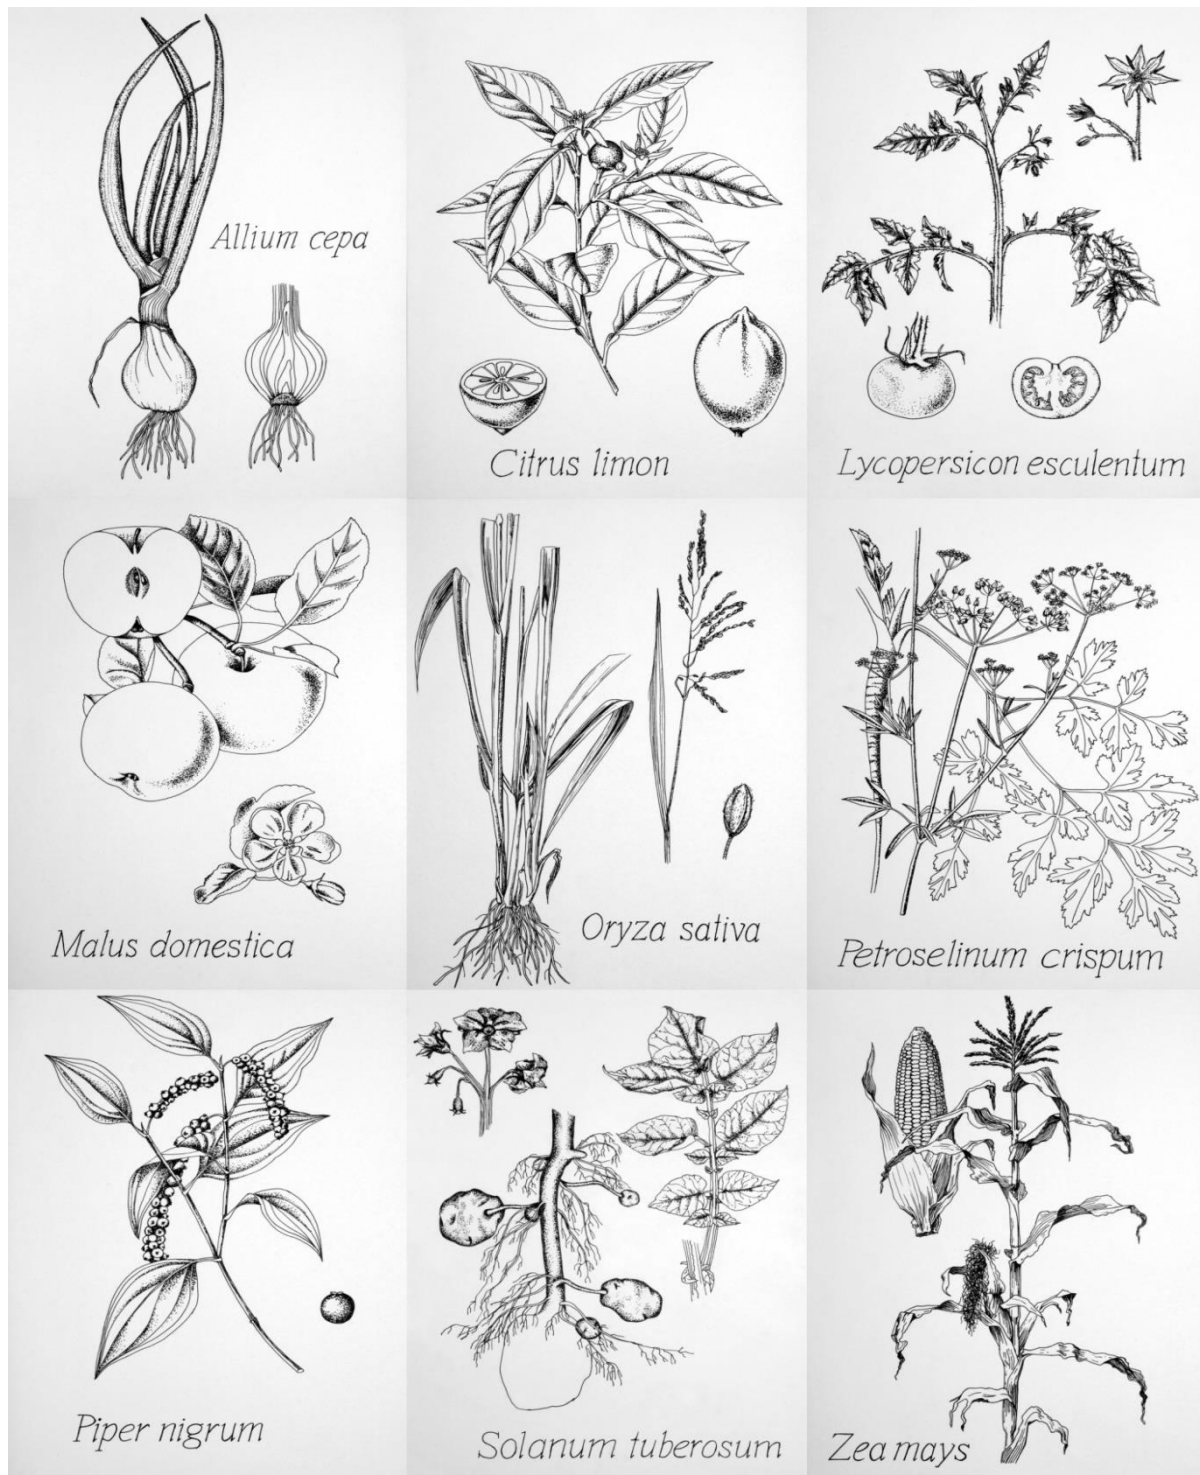 Allium cepa
Citrus limon
Lycopersicon esculentum
Malus domestica
Oryza sativa
Petroselinum crispum
Piper nigrum
Solanum tuberosum
Zea mays